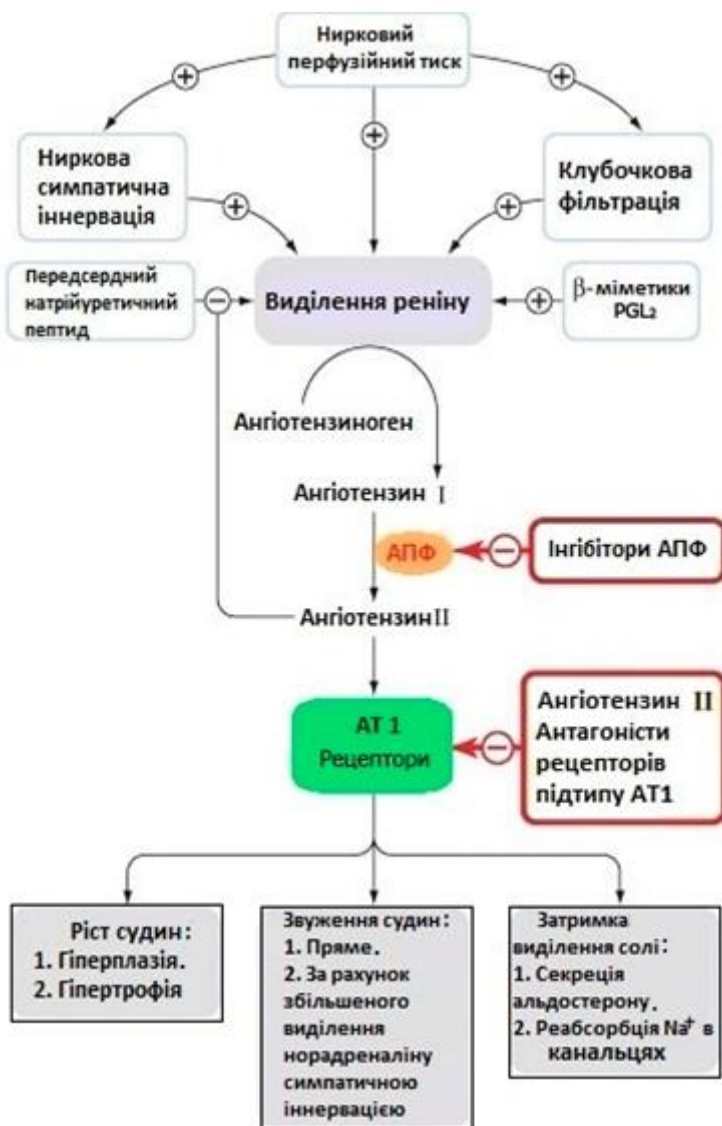 Нирковий
перфузійний тиск
+
+
+
Ниркова
симпатична
іннервація
Клубочкова
фільтрація
+
+
Передсердний
натрійуретичний
пептид
−
Виділення реніну
+
β-міметики
PGL₂
Ангіотензиноген
Ангіотензин I
АПФ
−
Інгібітори АПФ
Ангіотензин II
АТ 1
Рецептори
−
Ангіотензин II
Антагоністи
рецепторів
підтипу АТ1
Ріст судин:
1. Гіперплазія.
2. Гіпертрофія
Звуження судин:
1. Пряме.
2. За рахунок
збільшеного
виділення
норадреналіну
симпатичною
іннервацією
Затримка
виділення солі:
1. Секреція
альдостерону.
2. Реабсорбція Na⁺ в
канальцях